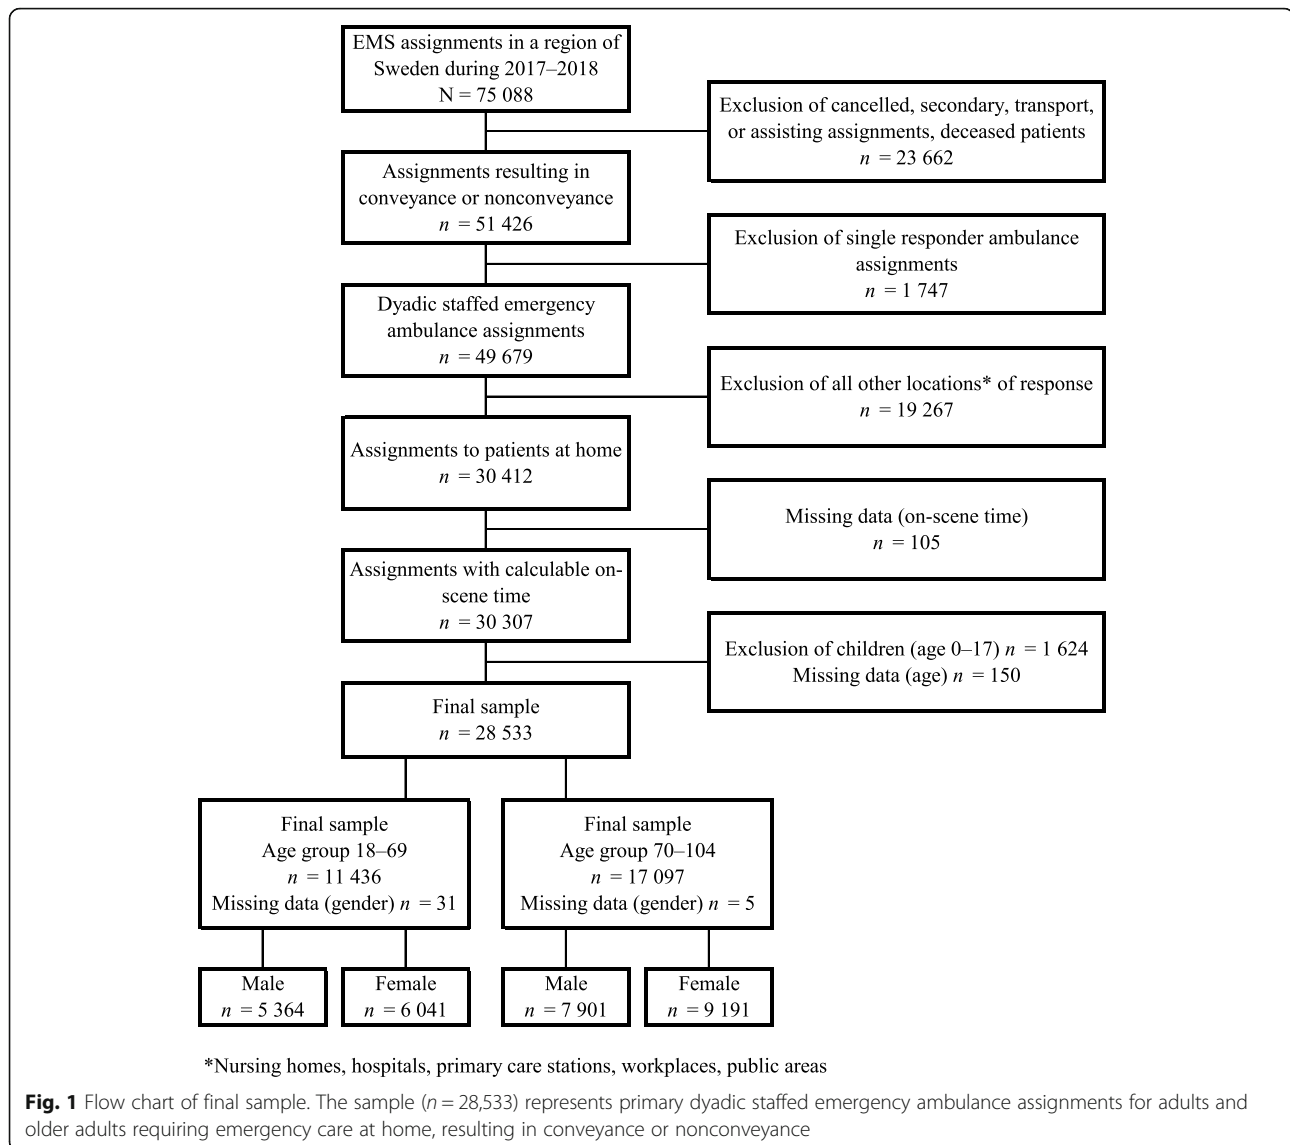 EMS assignments in a region of
Sweden during 2017–2018
N = 75 088
Exclusion of cancelled, secondary, transport,
or assisting assignments, deceased patients
n = 23 662
Assignments resulting in
conveyance or nonconveyance
n = 51 426
Exclusion of single responder ambulance
assignments
n = 1 747
Dyadic staffed emergency
ambulance assignments
n = 49 679
Exclusion of all other locations* of response
n = 19 267
Assignments to patients at home
n = 30 412
Missing data (on-scene time)
n = 105
Assignments with calculable on-
scene time
n = 30 307
Exclusion of children (age 0–17) n = 1 624
Missing data (age) n = 150
Final sample
n = 28 533
Final sample
Age group 18–69
n = 11 436
Missing data (gender) n = 31
Final sample
Age group 70–104
n = 17 097
Missing data (gender) n = 5
Male
n = 5 364
Female
n = 6 041
Male
n = 7 901
Female
n = 9 191
*Nursing homes, hospitals, primary care stations, workplaces, public areas
Fig. 1 Flow chart of final sample. The sample (n = 28,533) represents primary dyadic staffed emergency ambulance assignments for adults and
older adults requiring emergency care at home, resulting in conveyance or nonconveyance